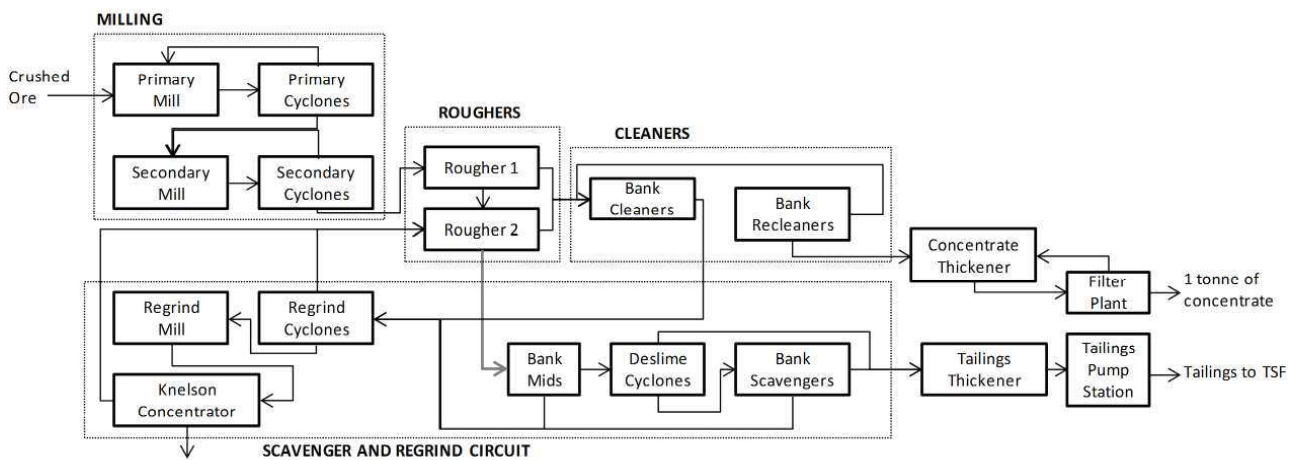 MILLING
Crushed
Ore
Primary
Mill
Primary
Cyclones
Secondary
Mill
Secondary
Cyclones
ROUGHERS
Rougher 1
Rougher 2
CLEANERS
Bank
Cleaners
Bank
Recleaners
Concentrate
Thickener
Filter
Plant
1 tonne of
concentrate
Regrind
Mill
Regrind
Cyclones
Knelson
Concentrator
Bank
Mids
Deslime
Cyclones
Bank
Scavengers
Tailings
Thickener
Tailings
Pump
Station
Tailings to TSF
SCAVENGER AND REGRIND CIRCUIT